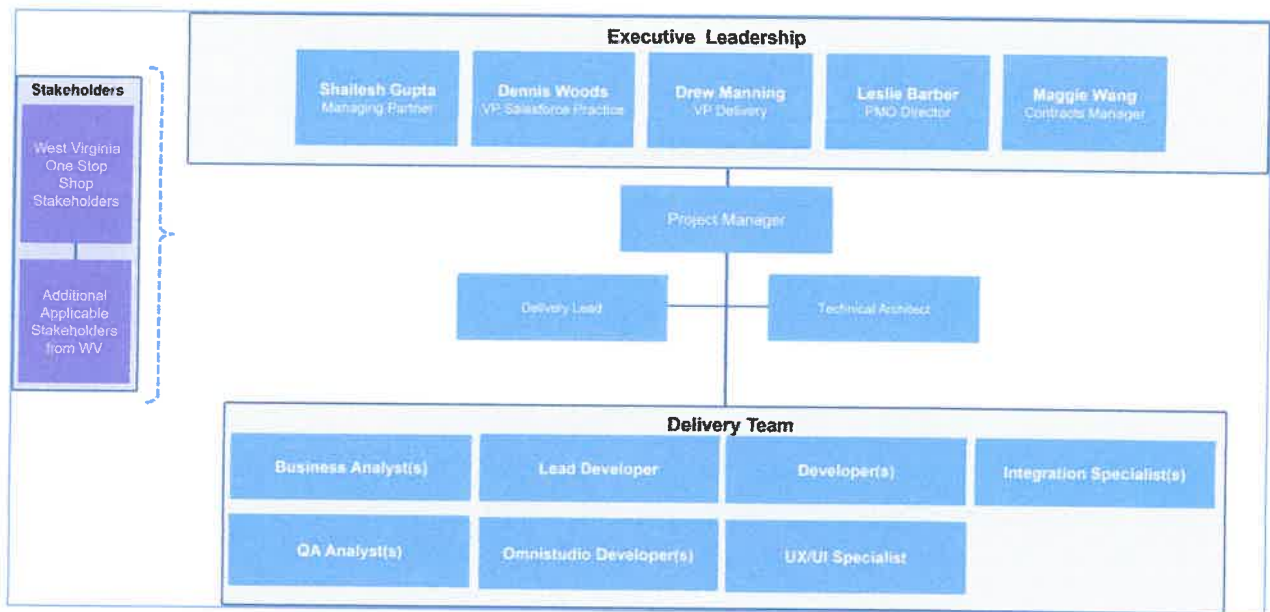 Executive Leadership
Shailesh Gupta
Managing Partner
Dennis Woods
VP Salesforce Practice
Drew Manning
VP Delivery
Leslie Barber
PMO Director
Maggie Wang
Contracts Manager
Stakeholders
West Virginia
One Stop
Shop
Stakeholders
Additional
Applicable
Stakeholders
from WV
Project Manager
Delivery Lead
Technical Architect
Delivery Team
Business Analyst(s)
Lead Developer
Developer(s)
Integration Specialist(s)
QA Analyst(s)
Omnistudio Developer(s)
UX/UI Specialist